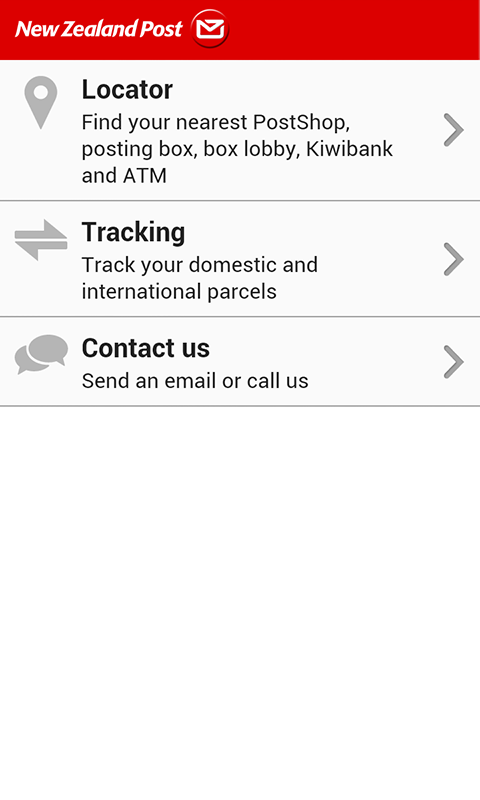 New Zealand Post
Locator
Find your nearest PostShop,
posting box, box lobby, Kiwibank
and ATM
Tracking
Track your domestic and
international parcels
Contact us
Send an email or call us